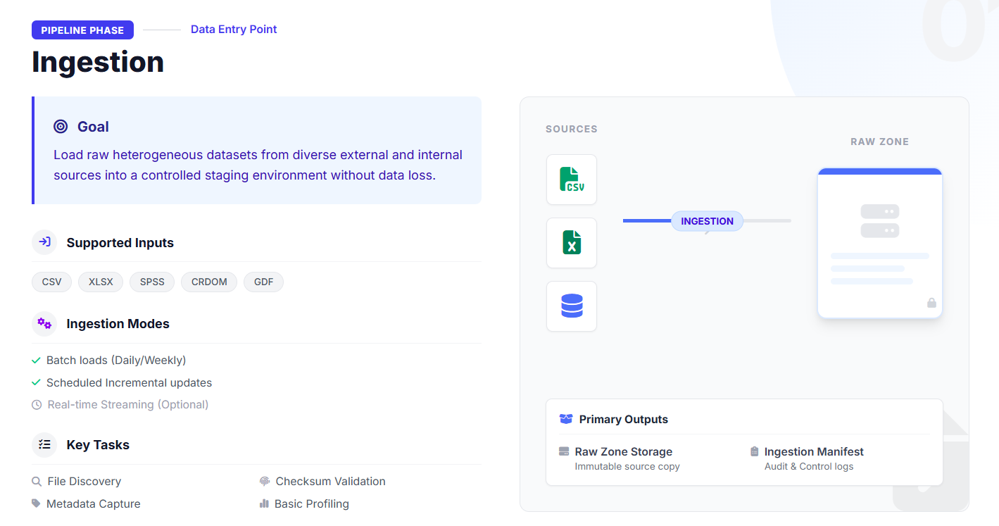 PIPELINE PHASE
Data Entry Point
Ingestion
Goal
Load raw heterogeneous datasets from diverse external and internal
sources into a controlled staging environment without data loss.
Supported Inputs
CSV
XLSX
SPSS
CRDOM
GDF
Ingestion Modes
Batch loads (Daily/Weekly)
Scheduled Incremental updates
Real-time Streaming (Optional)
Key Tasks
File Discovery
Checksum Validation
Metadata Capture
Basic Profiling
SOURCES
RAW ZONE
CSV
X
INGESTION
Primary Outputs
Raw Zone Storage
Immutable source copy
Ingestion Manifest
Audit & Control logs